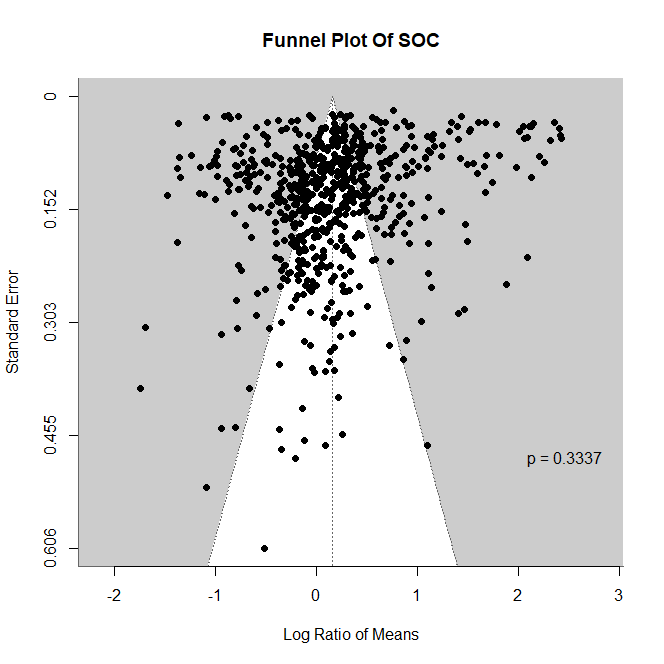 Funnel Plot Of SOC
0
0.152
0.303
0.455
0.606
Standard Error
p = 0.3337
-2 -1 0 1 2 3
Log Ratio of Means